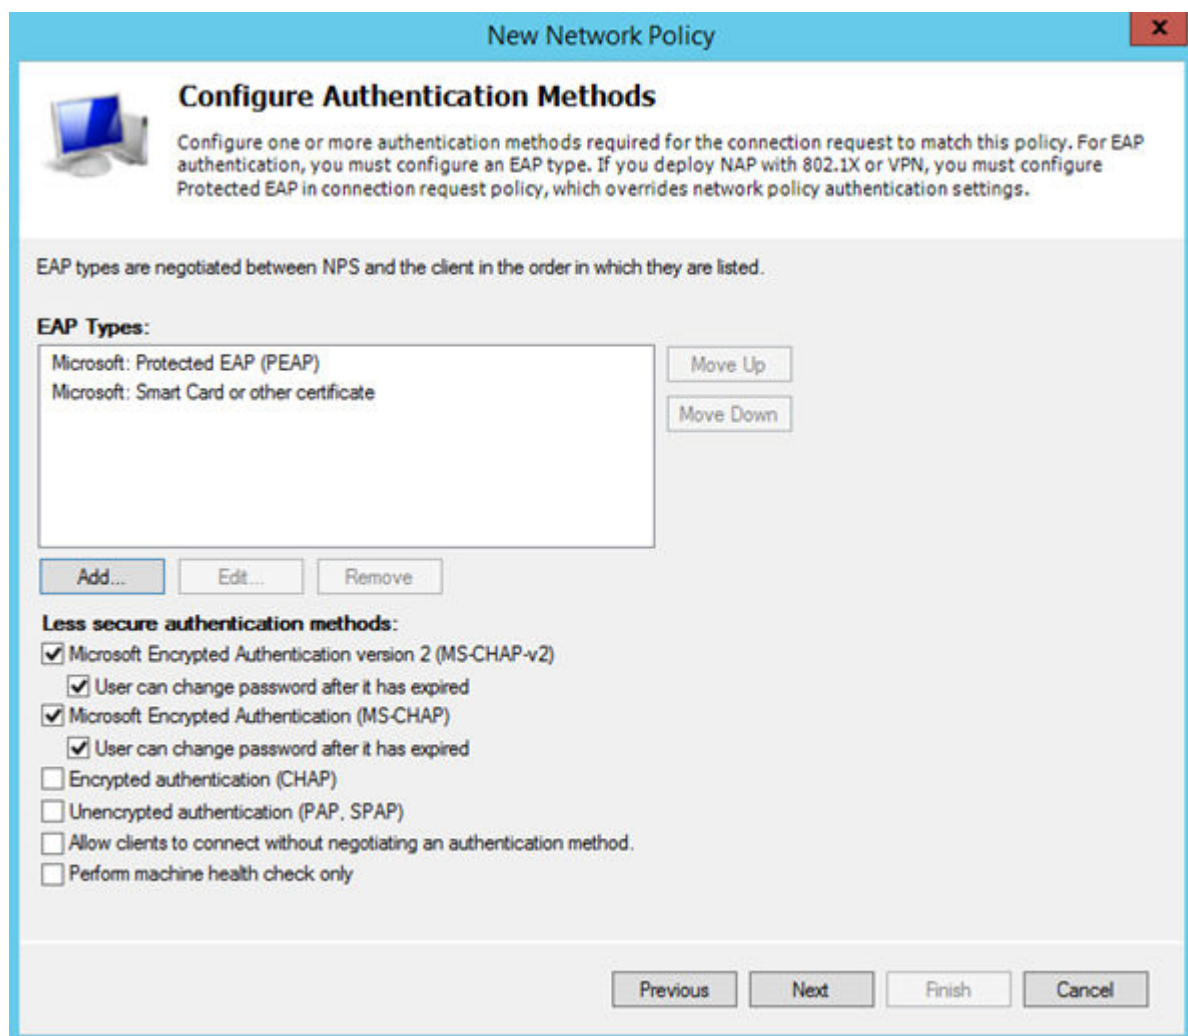 New Network Policy
x
Configure Authentication Methods
Configure one or more authentication methods required for the connection request to match this policy. For EAP
authentication, you must configure an EAP type. If you deploy NAP with 802.1X or VPN, you must configure
Protected EAP in connection request policy, which overrides network policy authentication settings.
EAP types are negotiated between NPS and the client in the order in which they are listed.
EAP Types:
Microsoft: Protected EAP (PEAP)
Microsoft: Smart Card or other certificate
Move Up
Move Down
Add... Edit... Remove
Less secure authentication methods:
Microsoft Encrypted Authentication version 2 (MS-CHAP-v2)
User can change password after it has expired
Microsoft Encrypted Authentication (MS-CHAP)
User can change password after it has expired
Encrypted authentication (CHAP)
Unencrypted authentication (PAP, SPAP)
Allow clients to connect without negotiating an authentication method.
Perform machine health check only
Previous Next Finish Cancel